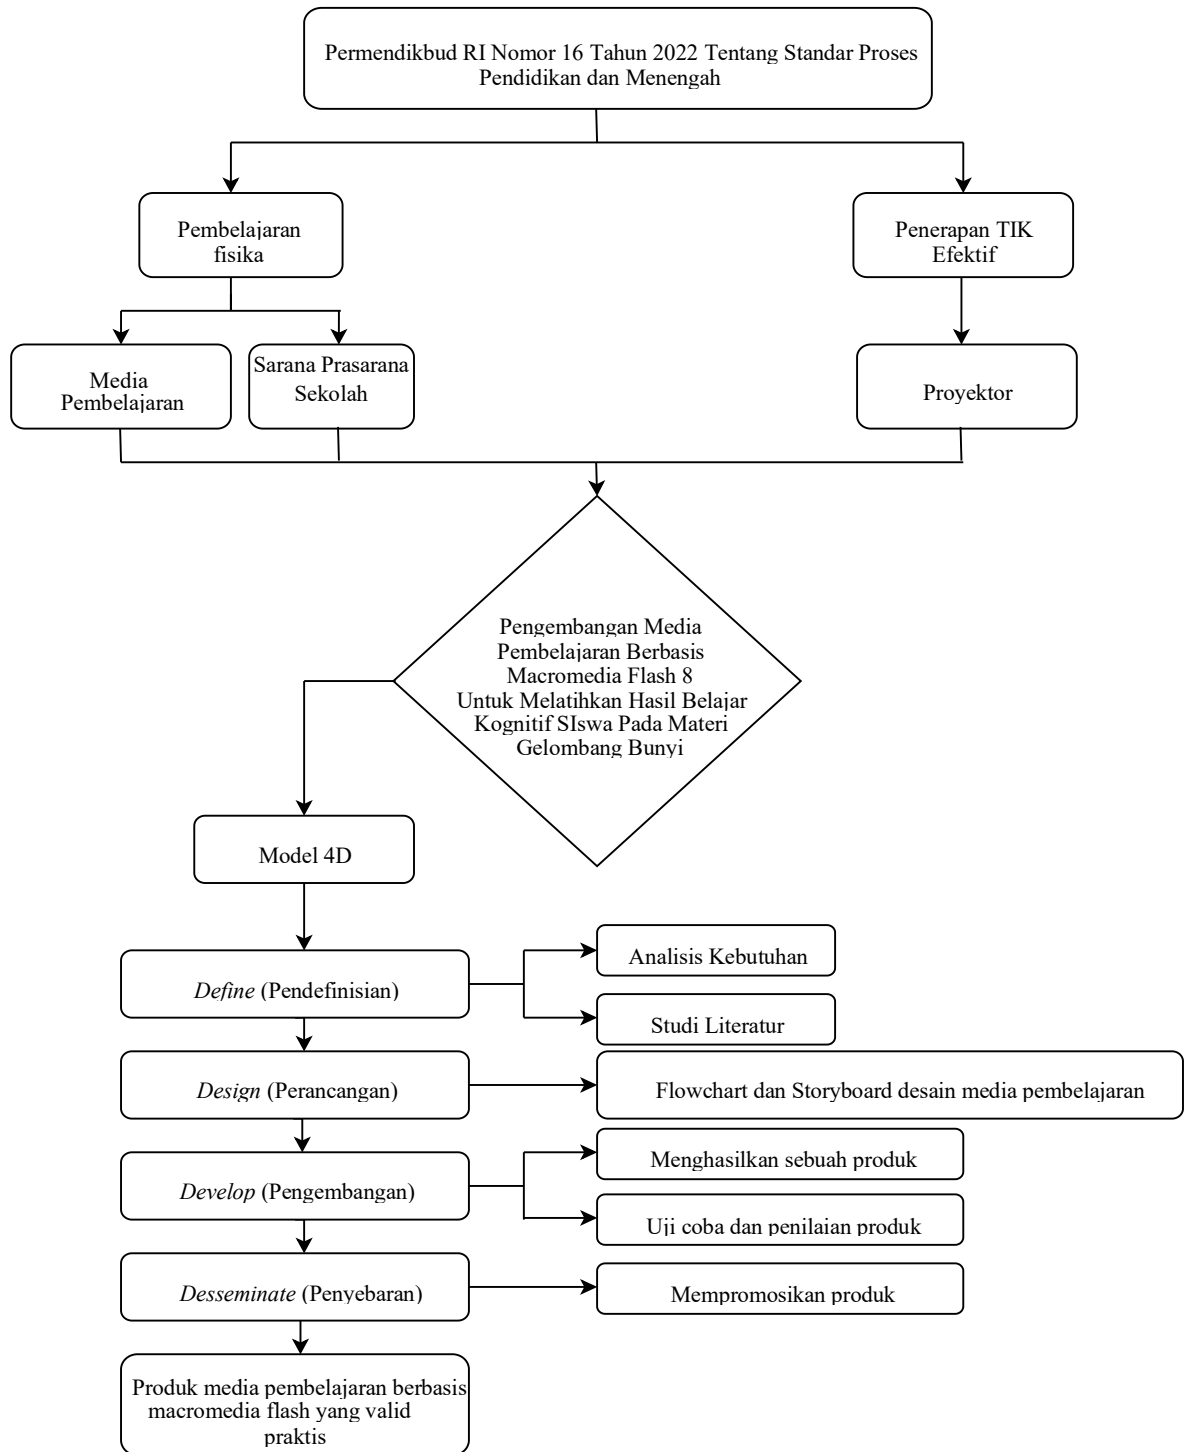 Permendikbud RI Nomor 16 Tahun 2022 Tentang Standar Proses
Pendidikan dan Menengah
Pembelajaran
fisika
Penerapan TIK
Efektif
Media
Pembelajaran
Sarana Prasarana
Sekolah
Proyektor
Pengembangan Media
Pembelajaran Berbasis
Macromedia Flash 8
Untuk Melatihkan Hasil Belajar
Kognitif SIswa Pada Materi
Gelombang Bunyi
Model 4D
Define (Pendefinisian)
Analisis Kebutuhan
Studi Literatur
Design (Perancangan)
Flowchart dan Storyboard desain media pembelajaran
Develop (Pengembangan)
Menghasilkan sebuah produk
Uji coba dan penilaian produk
Desseminate (Penyebaran)
Mempromosikan produk
Produk media pembelajaran berbasis
macromedia flash yang valid
praktis